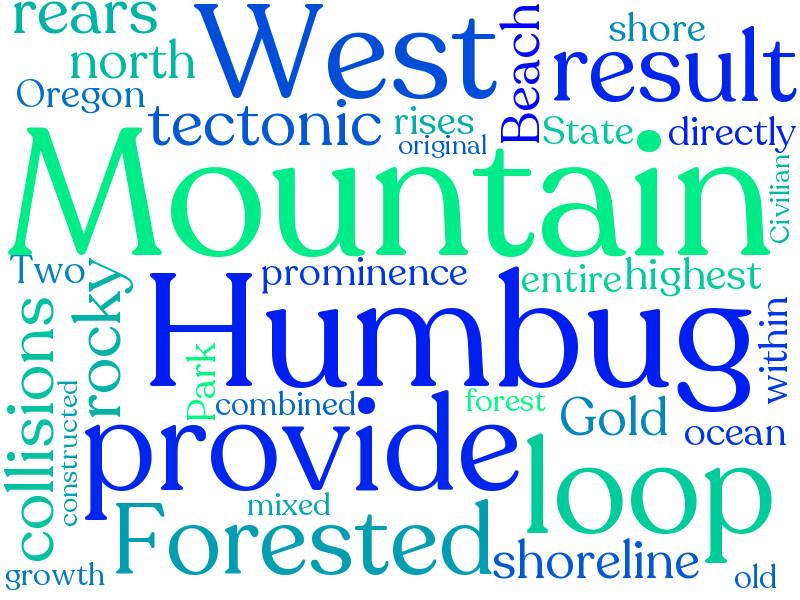 rears
West
Beach
shore
result
north
Oregon
tectonic
rises
original
State
directly
Mountain
Civilian
Two
rocky
prominence
entire
highest
Humbug
within
collisions
constructed
Park
combined
forest
Gold
ocean
provide
loop
mixed
Forested
shoreline
growth
old